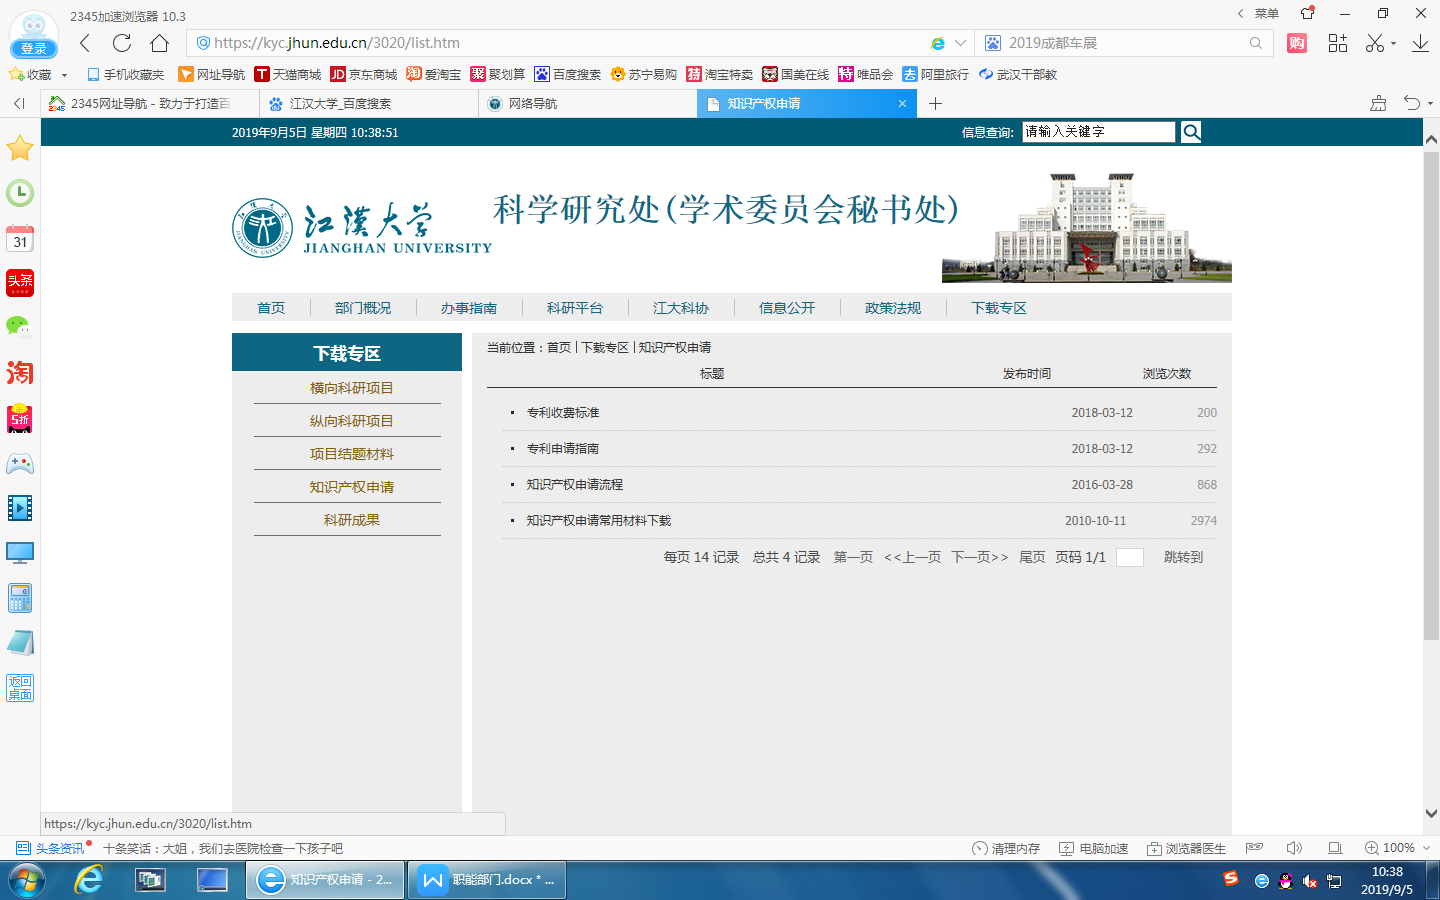 2345加速浏览器 10.3
菜单
登录
https://kyc.jhun.edu.cn/3020/list.htm
2019成都车展
购
收藏 手机收藏夹 网址导航 天猫商城 京东商城 爱淘宝 聚划算 百度搜索 苏宁易购 淘宝特卖 国美在线 唯品会 阿里旅行 武汉干部教
2345网址导航 - 致力于打造百
江汉大学_百度搜索
网络导航
知识产权申请
2019年9月5日 星期四 10:38:51
信息查询:
请输入关键字
江汉大学
JIANGHAN UNIVERSITY
科学研究处(学术委员会秘书处)
首页 部门概况 办事指南 科研平台 江大科协 信息公开 政策法规 下载专区
下载专区
横向科研项目
纵向科研项目
项目结题材料
知识产权申请
科研成果
当前位置：首页 | 下载专区 | 知识产权申请
标题 发布时间 浏览次数
专利收费标准 2018-03-12 200
专利申请指南 2018-03-12 292
知识产权申请流程 2016-03-28 868
知识产权申请常用材料下载 2010-10-11 2974
每页 14 记录 总共 4 记录 第一页 <<上一页 下一页>> 尾页 页码 1/1 跳转到
31
头条
淘
5折
返回
桌面
https://kyc.jhun.edu.cn/3020/list.htm
头条资讯 十条笑话：大姐，我们去医院检查一下孩子吧
清理内存 电脑加速 浏览器医生 100%
知识产权申请 - 2...
职能部门.docx * ...
10:38
2019/9/5